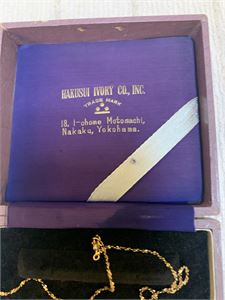 HAKUSUI IVORY CO., INC.
TRADE MARK
18, 1-chome Motomachi,
Nakaku, Yokohama.